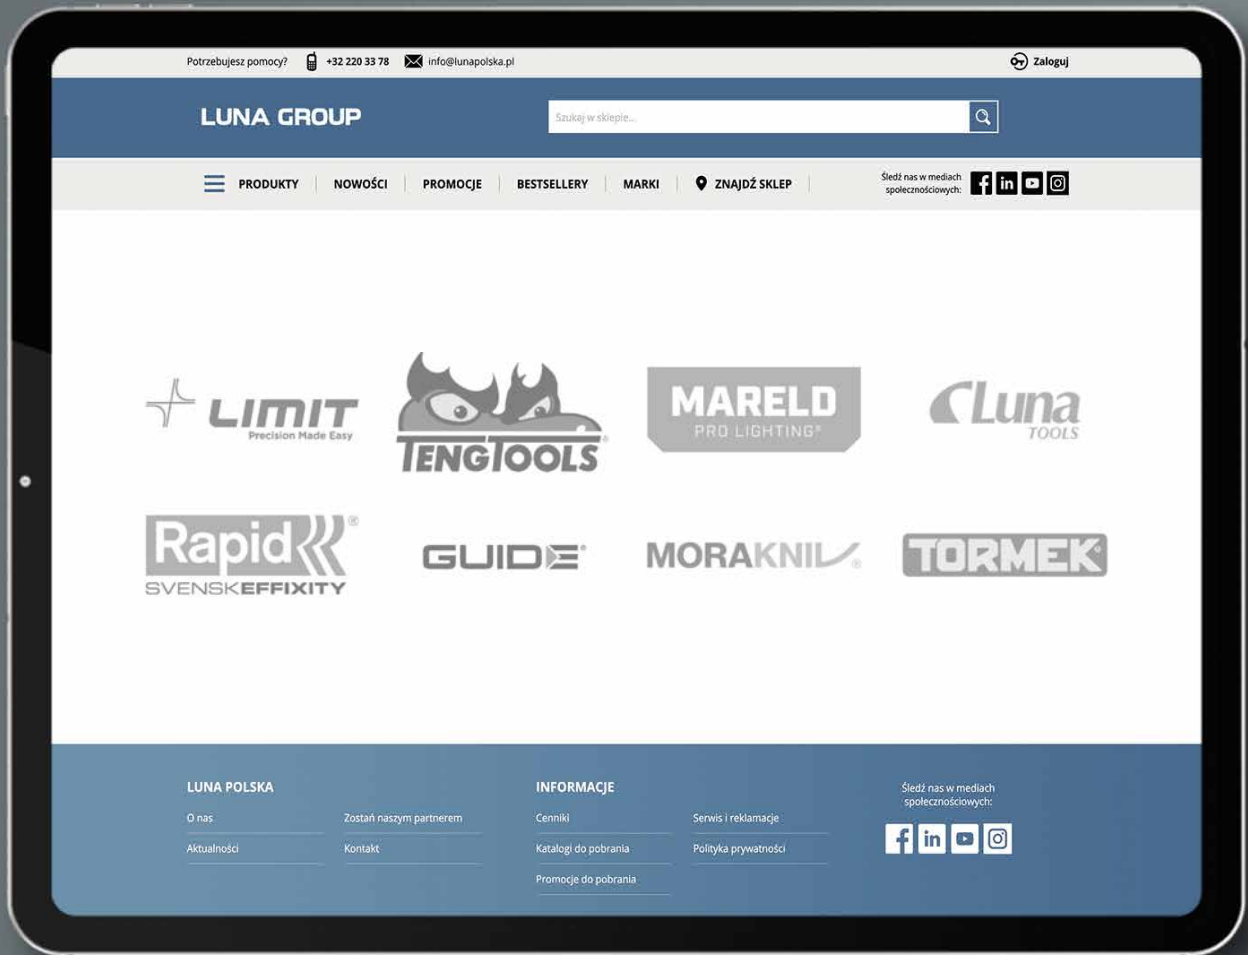 Potrzebujesz pomocy? +32 220 33 78 info@lunapolska.pl Zaloguj
LUNA GROUP
Szukaj w sklepie...
PRODUKTY NOWOŚCI PROMOCJE BESTSELLERY MARKI ZNAJDŹ SKLEP
Śledź nas w mediach
społecznościowych:
LIMIT
Precision Made Easy
TENGTOOLS®
MARELD
PRO LIGHTING®
Luna
TOOLS
Rapid®
SVENSKEFFIXITY
GUIDE®
MORAKNIV®
TORMEK®
LUNA POLSKA
O nas
Zostań naszym partnerem
Aktualności
Kontakt
INFORMACJE
Cenniki
Serwis i reklamacje
Katalogi do pobrania
Polityka prywatności
Promocje do pobrania
Śledź nas w mediach
społecznościowych: